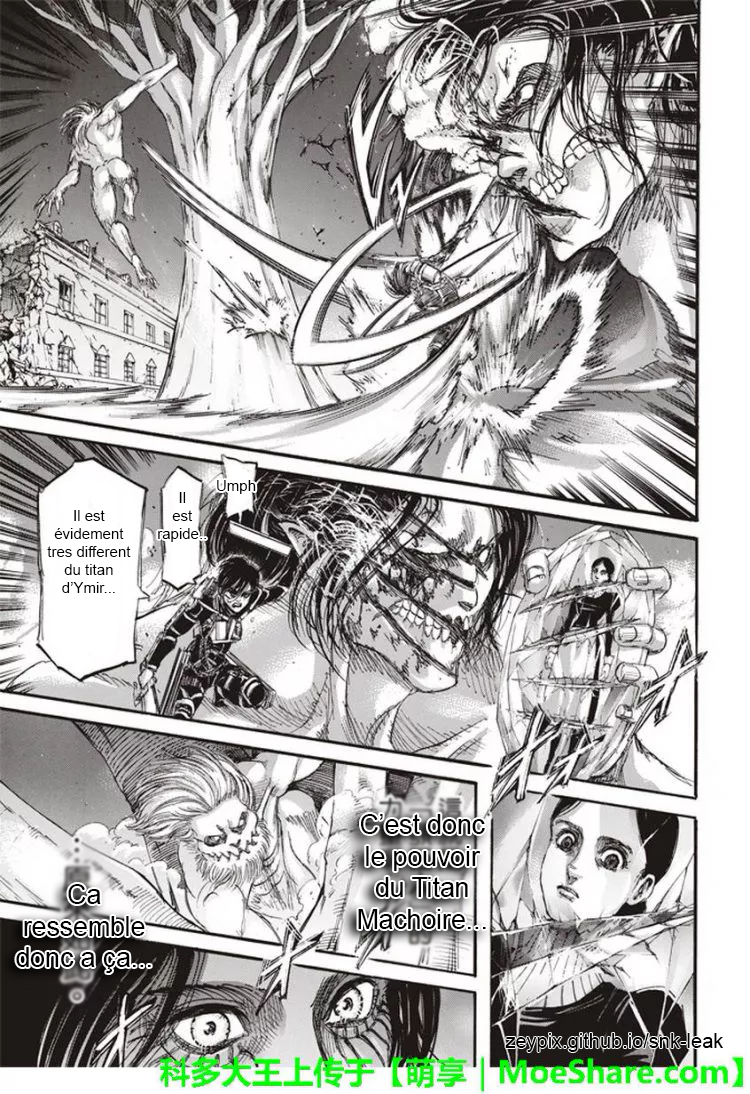 Umph
Il
est
rapide..
Il est
évidement
tres different
du titan
d’Ymir...
C’est donc
le pouvoir
du Titan
Machoire...
Ca
ressemble
donc a ça...
zeypix.github.io/snk-leak
科多大王上传于【萌享｜MoeShare.com】